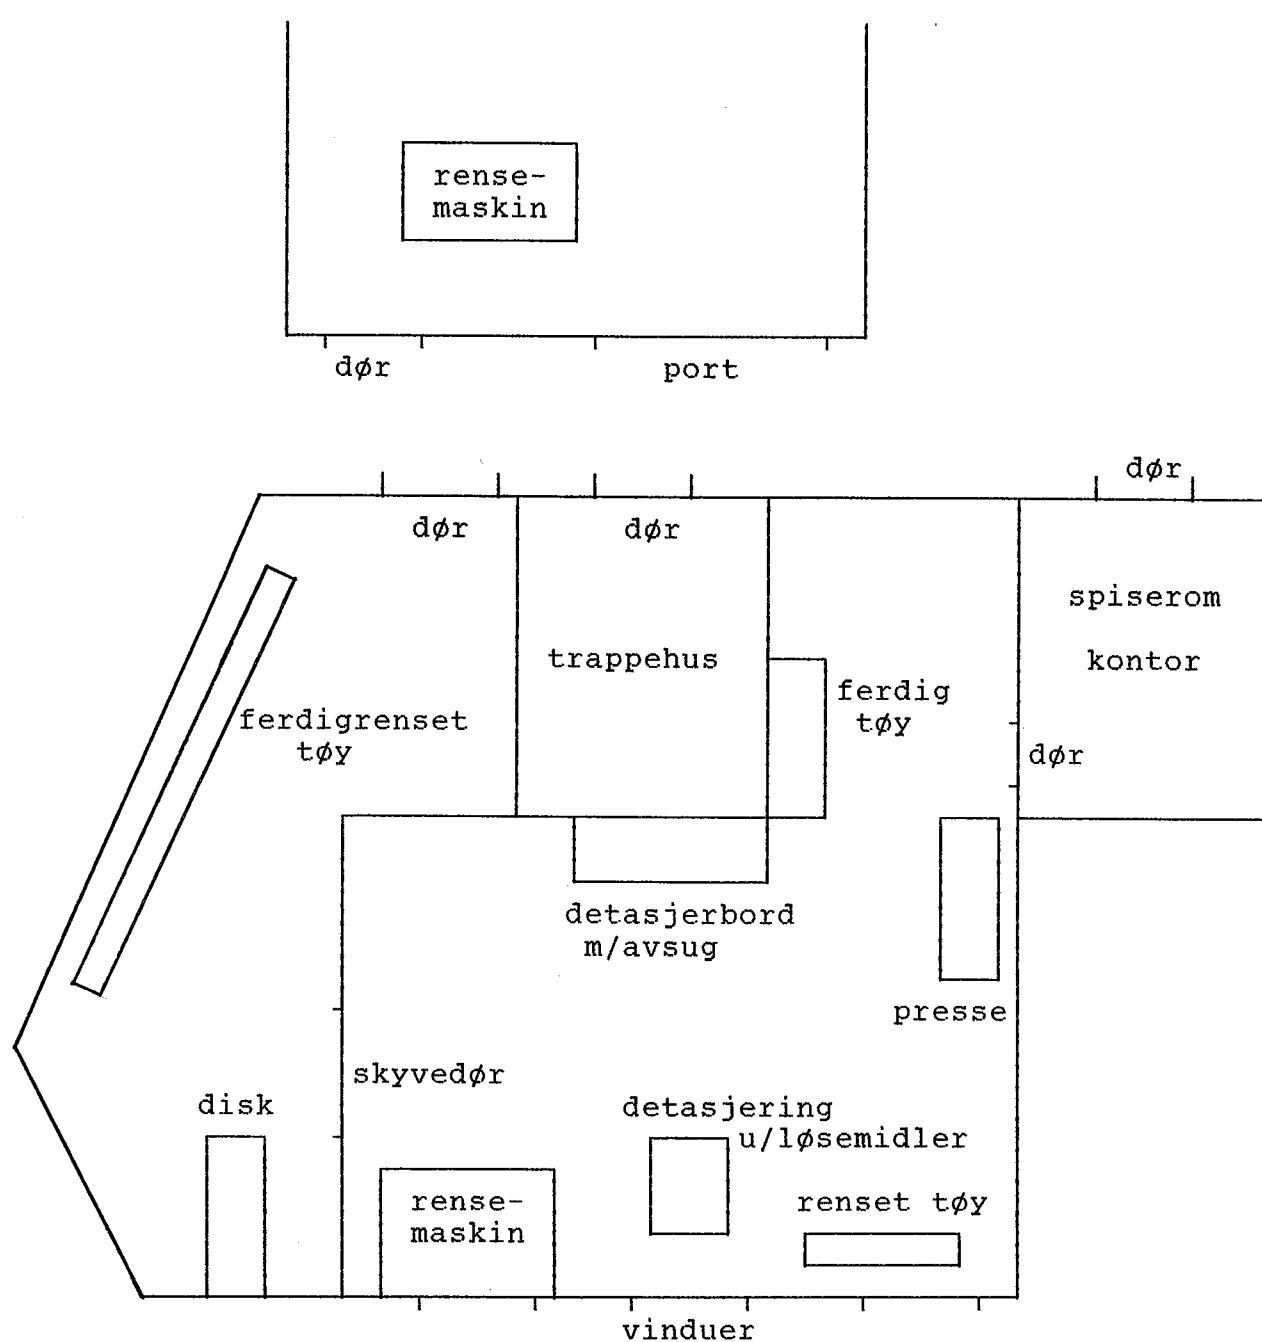 rense-
maskin
dør
port
dør
dør
dør
spiserom
trappehus
kontor
ferdig
tøy
ferdigrenset
tøy
dør
detasjerbord
m/avsug
presse
skyvedør
disk
detasjering
u/løsemidler
rense-
maskin
renset tøy
vinduer